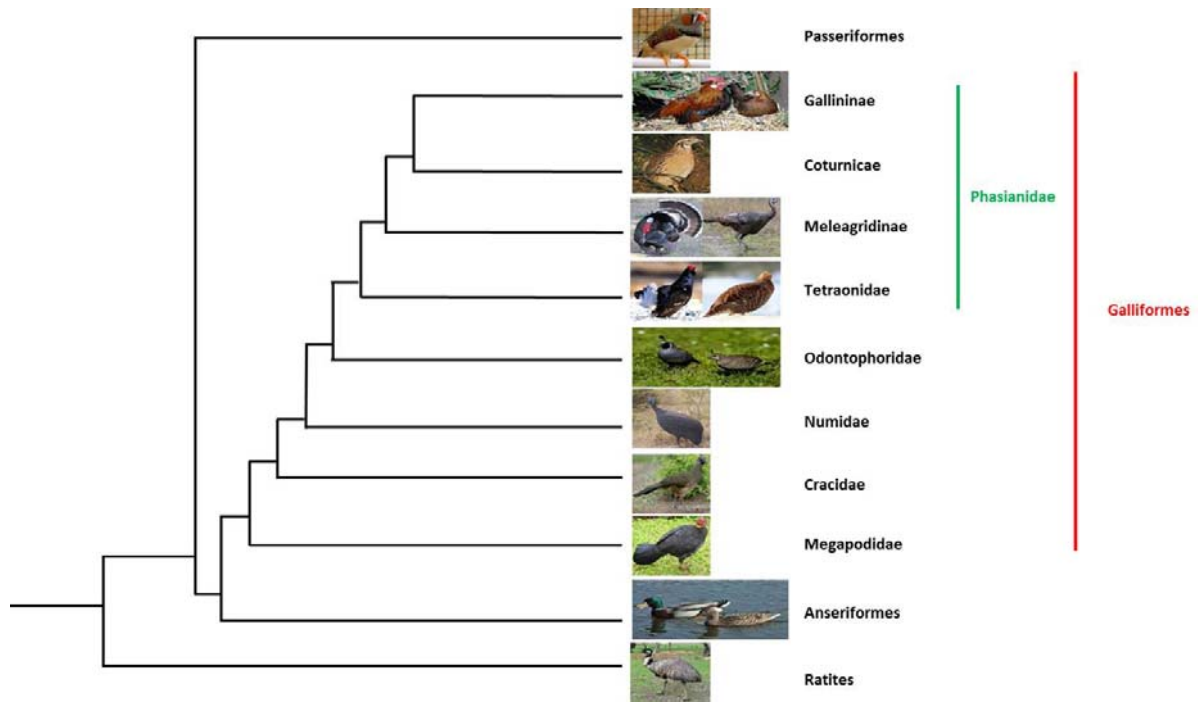 Passeriformes
Gallininae
Coturnicae
Meleagridinae
Tetraonidae
Odontophoridae
Numidae
Cracidae
Megapodidae
Anseriformes
Ratites
Phasianidae
Galliformes